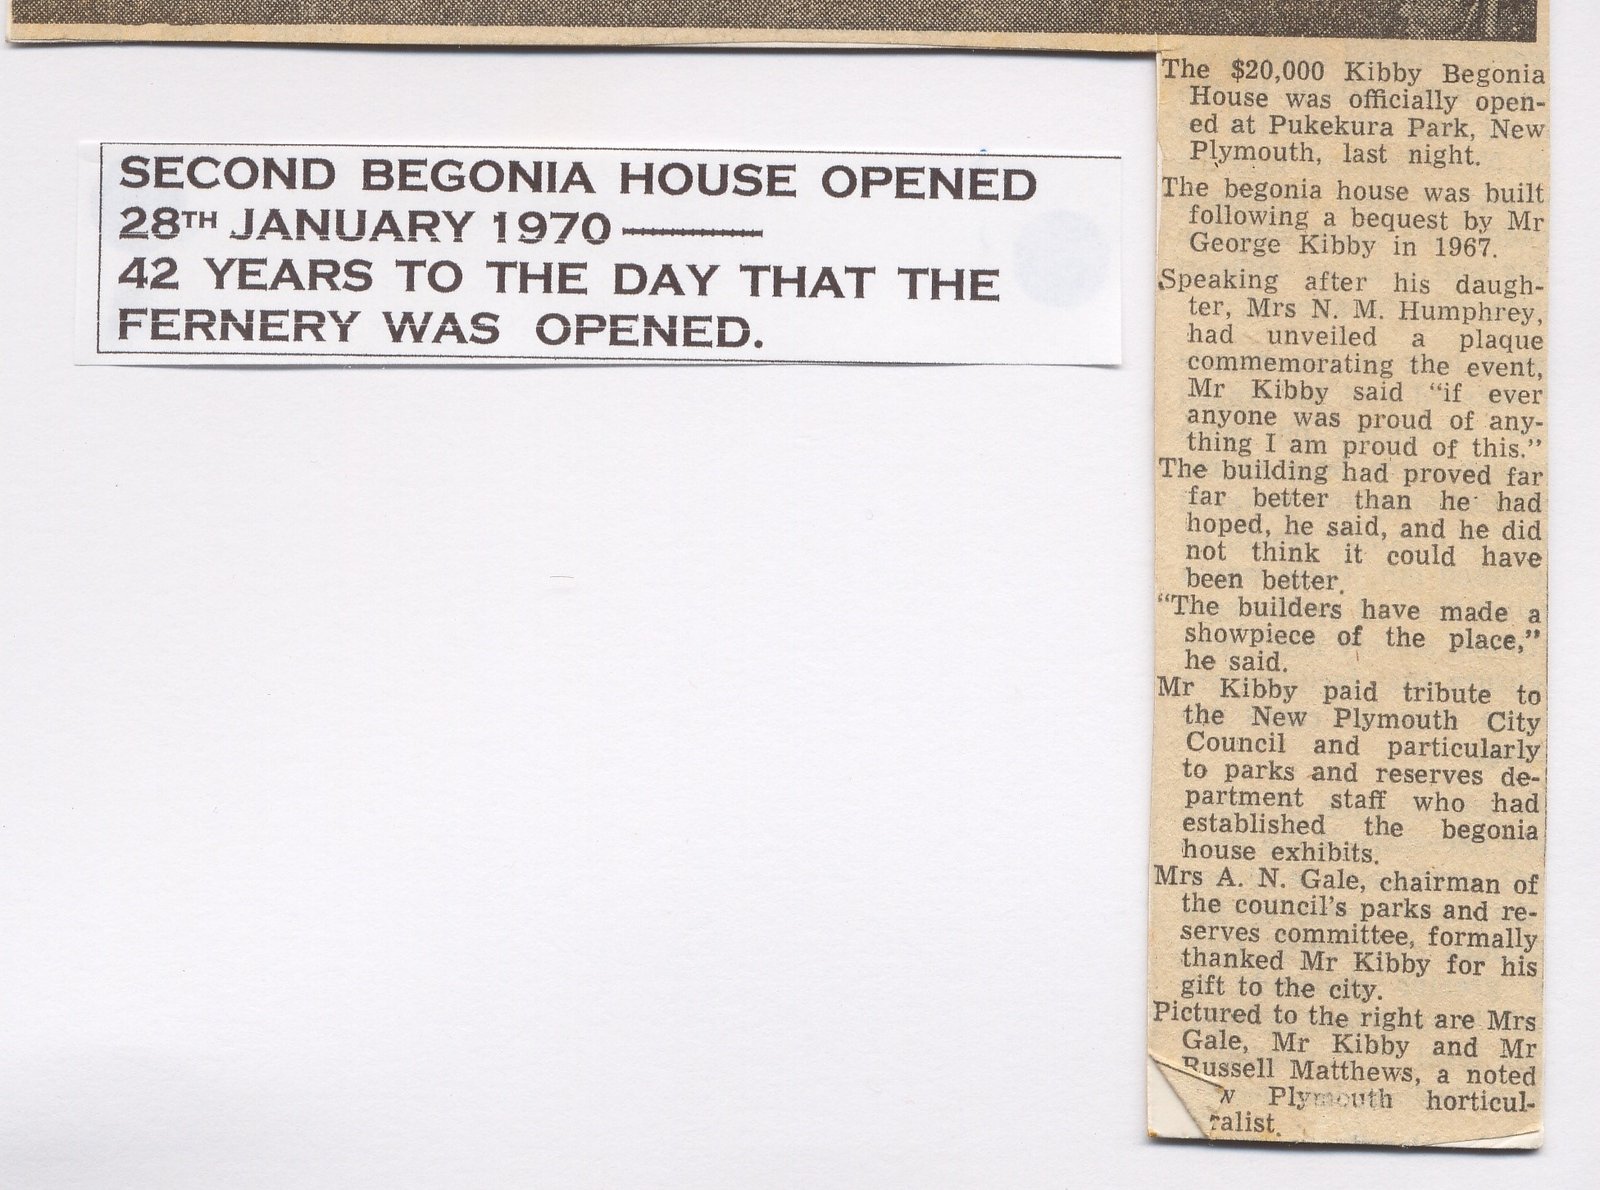 SECOND BEGONIA HOUSE OPENED
28TH JANUARY 1970
42 YEARS TO THE DAY THAT THE
FERNERY WAS OPENED.
The $20,000 Kibby Begonia
House was officially open-
ed at Pukekura Park, New
Plymouth, last night.
The begonia house was built
following a bequest by Mr
George Kibby in 1967.
Speaking after his daugh-
ter, Mrs N. M. Humphrey,
had unveiled a plaque
commemorating the event,
Mr Kibby said “if ever
anyone was proud of any-
thing I am proud of this.”
The building had proved far
far better than he had
hoped, he said, and he did
not think it could have
been better.
“The builders have made a
showpiece of the place,”
he said.
Mr Kibby paid tribute to
the New Plymouth City
Council and particularly
to parks and reserves de-
partment staff who had
established the begonia
house exhibits.
Mrs A. N. Gale, chairman of
the council’s parks and re-
serves committee, formally
thanked Mr Kibby for his
gift to the city.
Pictured to the right are Mrs
Gale, Mr Kibby and Mr
Russell Matthews, a noted
Plymouth horticul-
ralist.